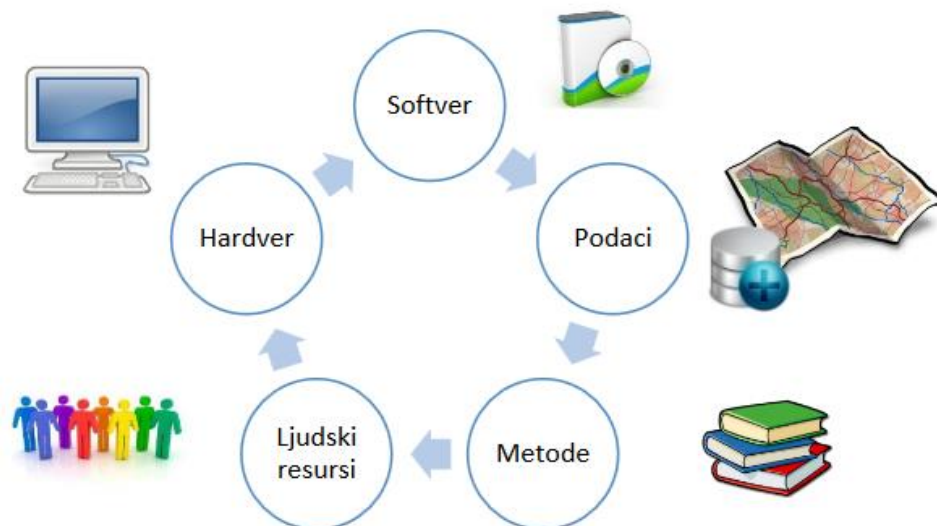 Softver
Hardver
Podaci
Ljudski
resursi
Metode